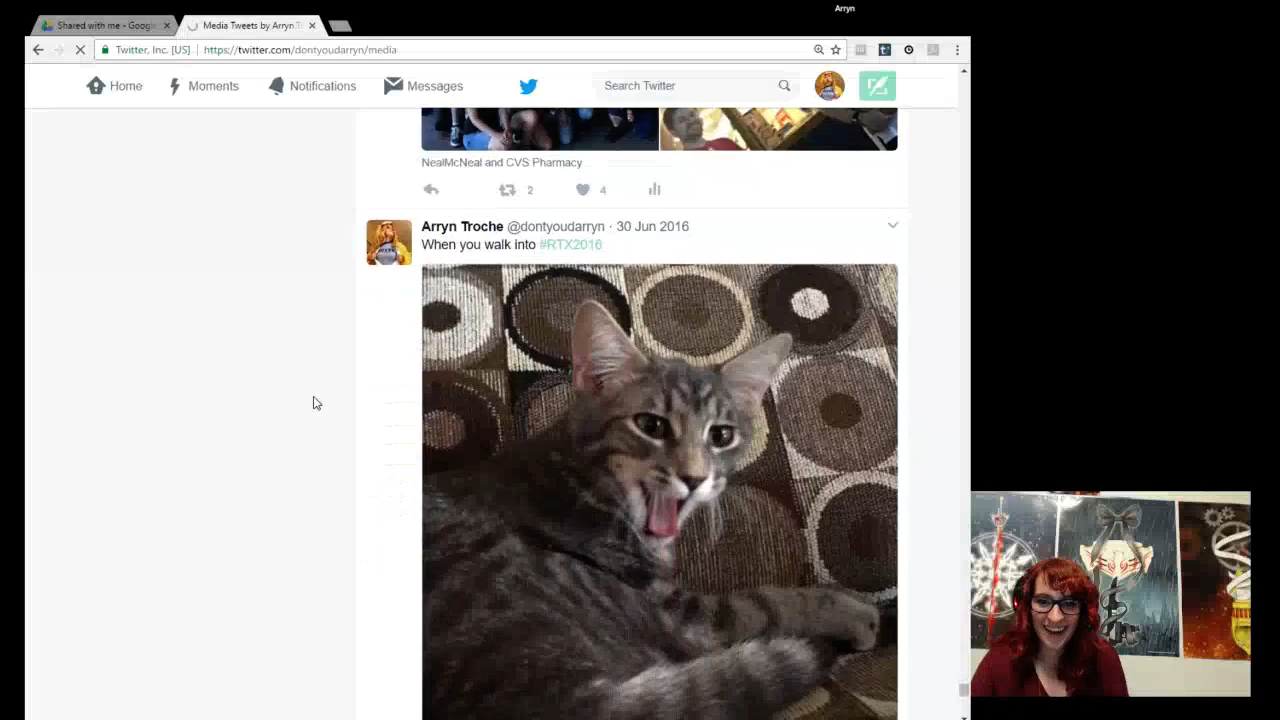 Arryn
Shared with me - Google
Media Tweets by Arryn T
Twitter, Inc. [US] https://twitter.com/dontyoudarryn/media
Home Moments Notifications Messages Search Twitter
NealMcNeal and CVS Pharmacy
2 4
Arryn Troche @dontyoudarryn · 30 Jun 2016
When you walk into #RTX2016